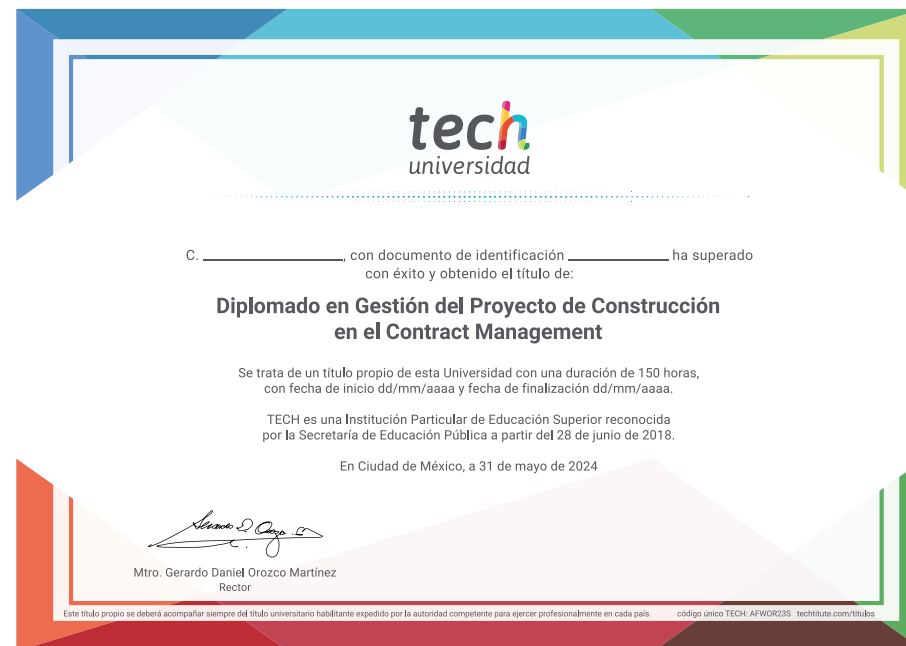 tech
universidad
C. ____________, con documento de identificación ____________ ha superado
con éxito y obtenido el título de:
Diplomado en Gestión del Proyecto de Construcción
en el Contract Management
Se trata de un título propio de esta Universidad con una duración de 150 horas,
con fecha de inicio dd/mm/aaaa y fecha de finalización dd/mm/aaaa.
TECH es una Institución Particular de Educación Superior reconocida
por la Secretaría de Educación Pública a partir del 28 de junio de 2018.
En Ciudad de México, a 31 de mayo de 2024
Mtro. Gerardo Daniel Orozco Martínez
Rector
Este título propio se deberá acompañar siempre del título universitario habilitante expedido por la autoridad competente para ejercer profesionalmente en cada país. código único TECH: AFWOR23S techtitute.com/titulos